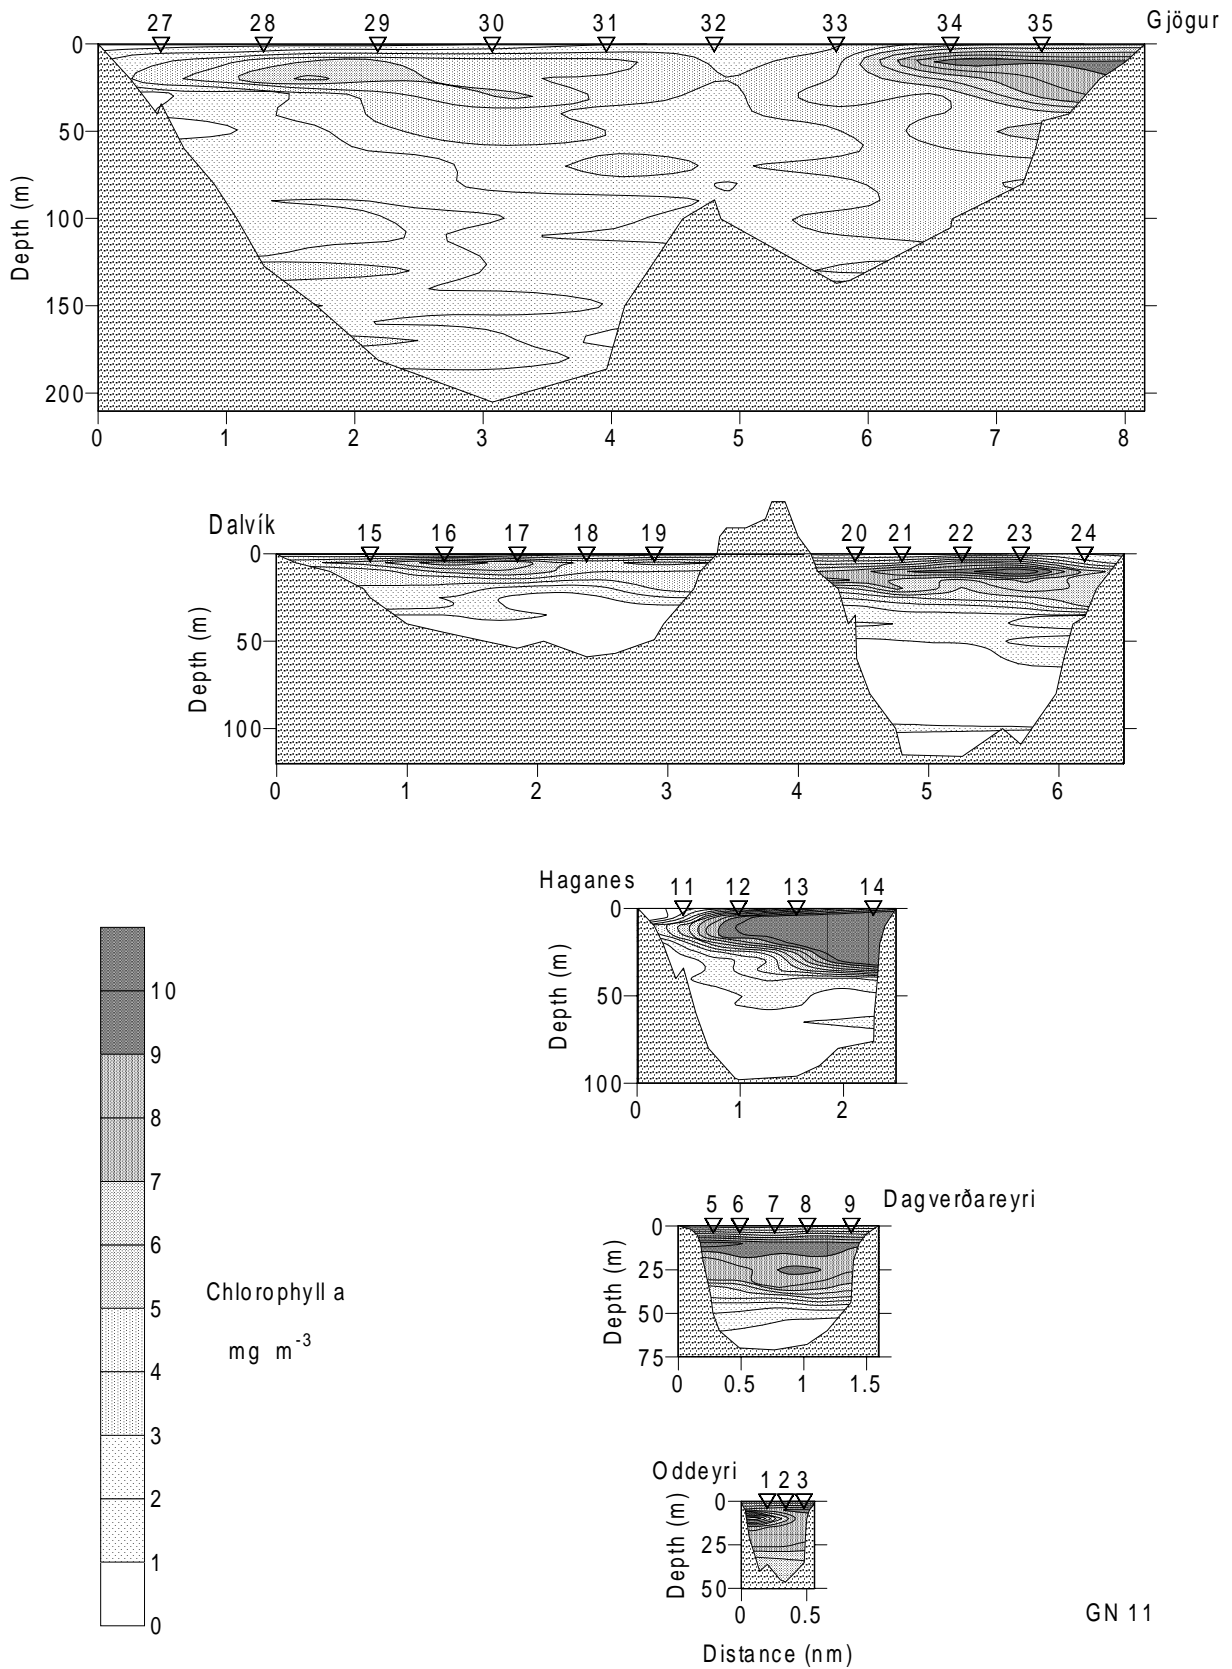 27 28 29 30 31 32 33 34 35 Gjögur
0
50
100
150
200
Depth (m)
0 1 2 3 4 5 6 7 8
Dalvík 15 16 17 18 19 20 21 22 23 24
0
50
100
Depth (m)
0 1 2 3 4 5 6
Haganes 11 12 13 14
0
50
100
Depth (m)
0 1 2
5 6 7 8 9 Dagverðareyri
0
25
50
75
Depth (m)
0 0.5 1 1.5
Oddeyri 1 2 3
0
25
50
Depth (m)
0 0.5
Distance (nm)
10
9
8
7
6
5
4
3
2
1
0
Chlorophyll a
mg m-3
GN 11